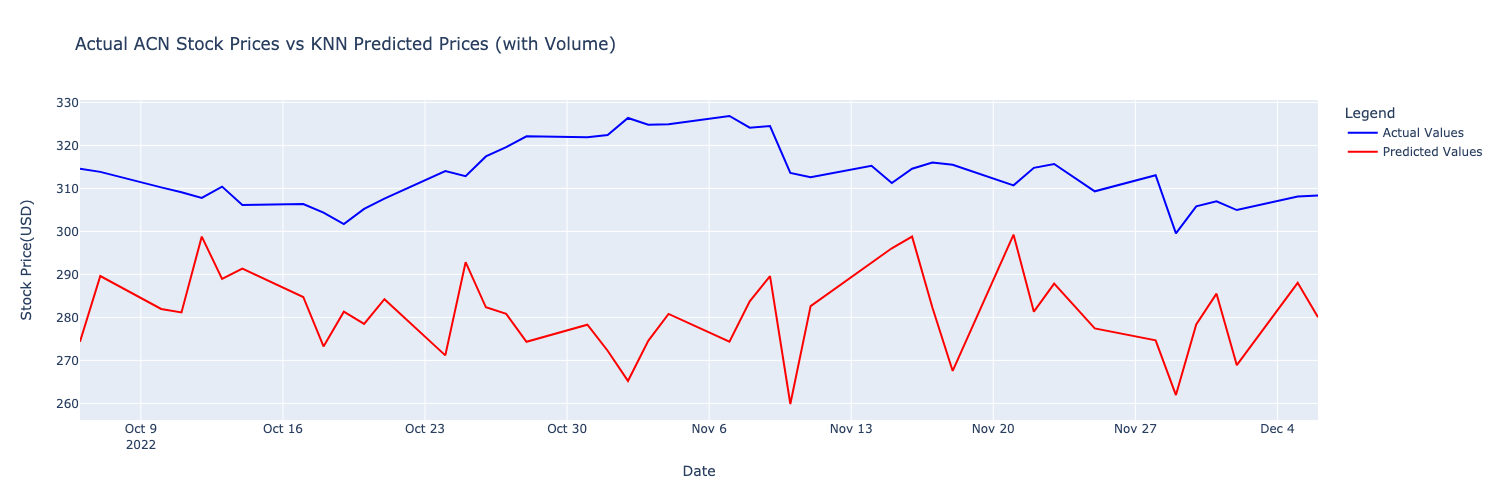 Actual ACN Stock Prices vs KNN Predicted Prices (with Volume)
Legend
Actual Values
Predicted Values
Stock Price(USD)
330
320
310
300
290
280
270
260
Oct 9
2022
Oct 16
Oct 23
Oct 30
Nov 6
Nov 13
Nov 20
Nov 27
Dec 4
Date